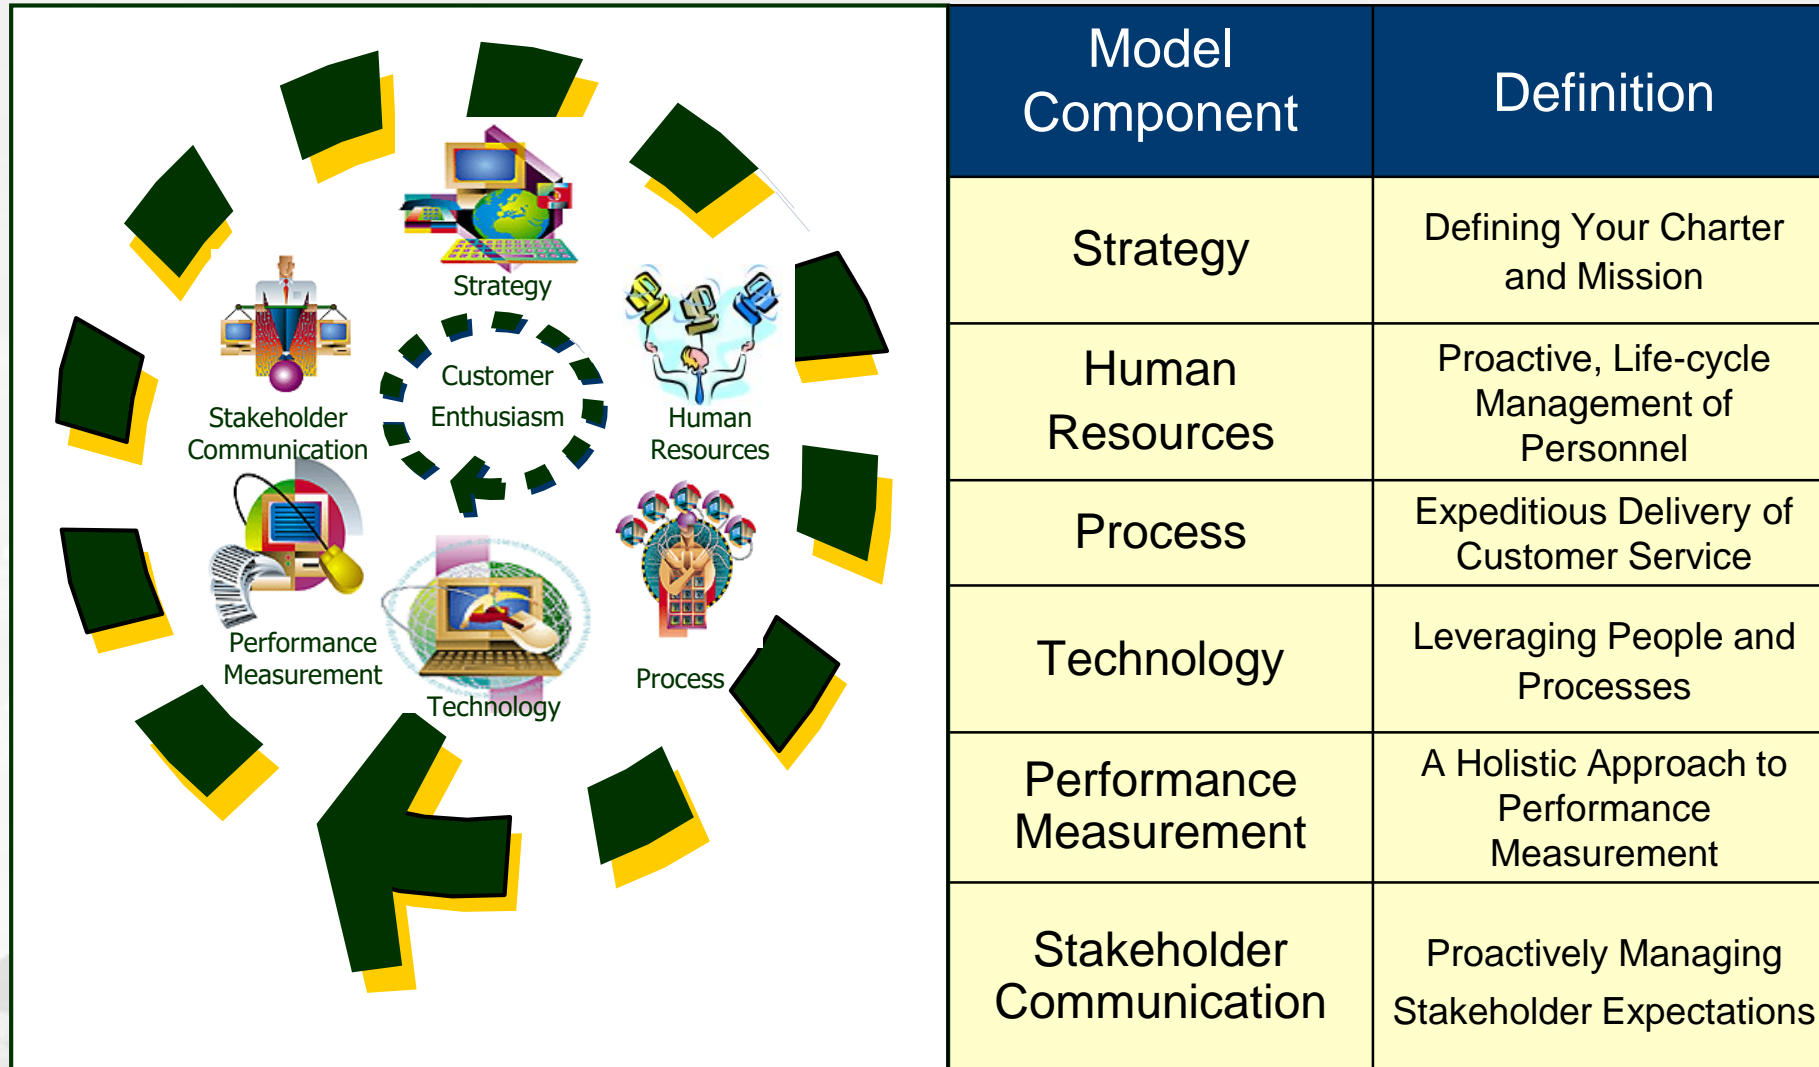 Strategy
Customer
Enthusiasm
Human
Resources
Process
Technology
Performance
Measurement
Stakeholder
Communication
Model
Component
Definition
Strategy
Defining Your Charter
and Mission
Human
Resources
Proactive, Life-cycle
Management of
Personnel
Process
Expeditious Delivery of
Customer Service
Technology
Leveraging People and
Processes
Performance
Measurement
A Holistic Approach to
Performance
Measurement
Stakeholder
Communication
Proactively Managing
Stakeholder Expectations